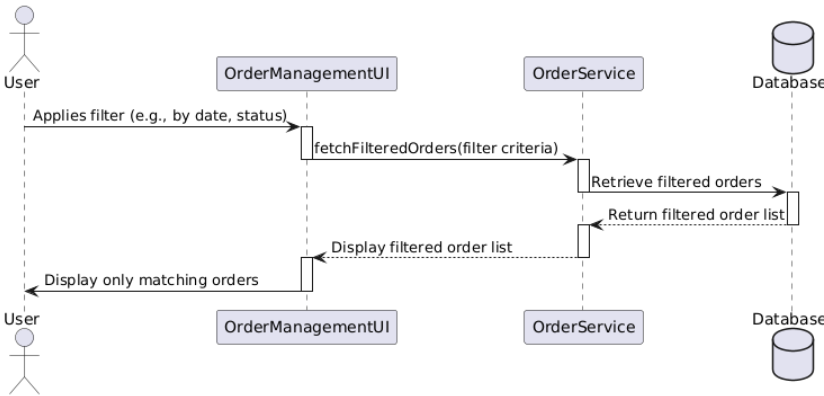 User
OrderManagementUI
OrderService
Database
Applies filter (e.g., by date, status)
fetchFilteredOrders(filter criteria)
Retrieve filtered orders
Return filtered order list
Display filtered order list
Display only matching orders
User
OrderManagementUI
OrderService
Database